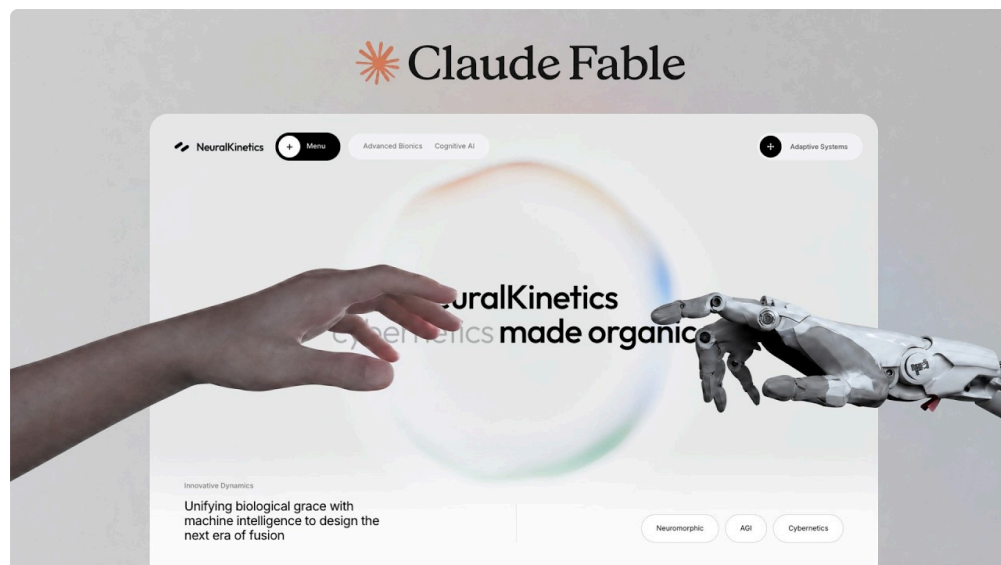 Claude Fable
NeuralKinetics
Menu
Advanced Bionics
Cognitive AI
Adaptive Systems
made organic
Innovative Dynamics
Unifying biological grace with
machine intelligence to design the
next era of fusion
Neuromorphic
AGI
Cybernetics